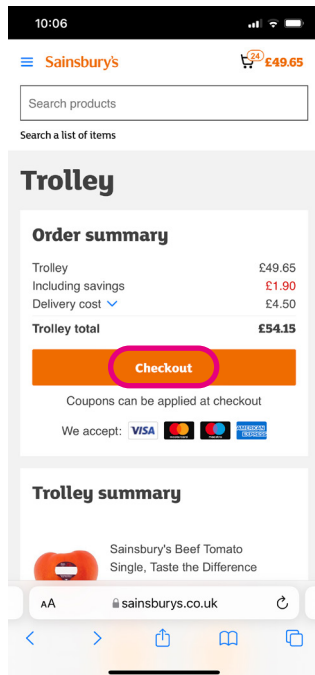 10:06
Sainsbury's
24
£49.65
Search products
Search a list of items
Trolley
Order summary
Trolley £49.65
Including savings £1.90
Delivery cost £4.50
Trolley total £54.15
Checkout
Coupons can be applied at checkout
We accept: VISA AMERICAN EXPRESS
Trolley summary
Sainsbury's Beef Tomato
Single, Taste the Difference
AA sainsburys.co.uk